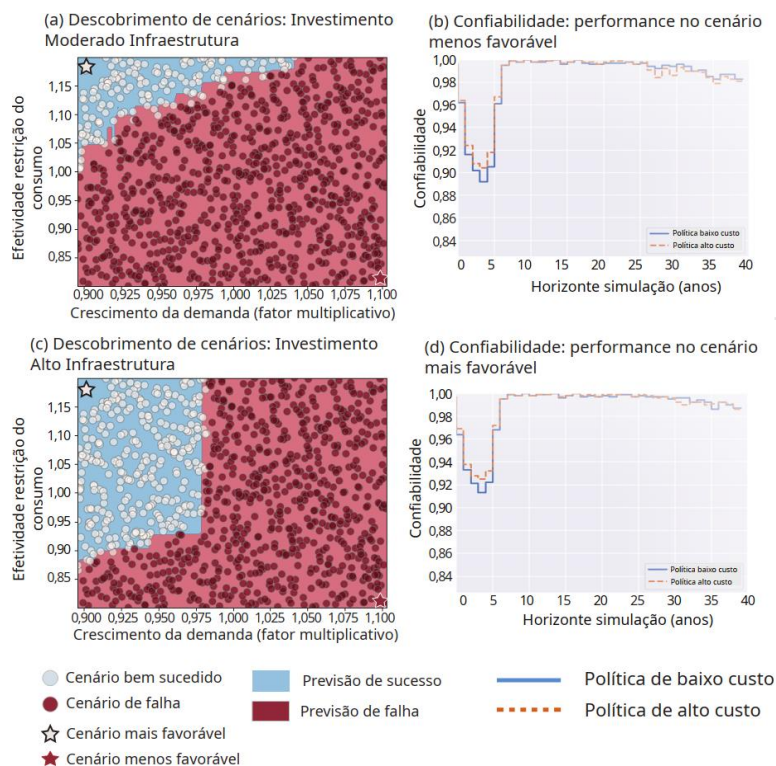 (a) Descobrimento de cenários: Investimento
Moderado Infraestrutura
Efetividade restrição do
consumo
1,15
1,10
1,05
1,00
0,95
0,90
0,85
0,900 0,925 0,950 0,975 1,000 1,025 1,050 1,075 1,100
Crescimento da demanda (fator multiplicativo)
(b) Confiabilidade: performance no cenário
menos favorável
Confiabilidade
1,00
0,98
0,96
0,94
0,92
0,90
0,88
0,86
0,84
Política baixo custo
Política alto custo
0 5 10 15 20 25 30 35 40
Horizonte simulação (anos)
(c) Descobrimento de cenários: Investimento
Alto Infraestrutura
Efetividade restrição do
consumo
1,15
1,10
1,05
1,00
0,95
0,90
0,85
0,900 0,925 0,950 0,975 1,000 1,025 1,050 1,075 1,100
Crescimento da demanda (fator multiplicativo)
(d) Confiabilidade: performance no cenário
mais favorável
Confiabilidade
1,00
0,98
0,96
0,94
0,92
0,90
0,88
0,86
0,84
Política baixo custo
Política alto custo
0 5 10 15 20 25 30 35 40
Horizonte simulação (anos)
Cenário bem sucedido
Cenário de falha
Cenário mais favorável
Cenário menos favorável
Previsão de sucesso
Previsão de falha
Política de baixo custo
Política de alto custo